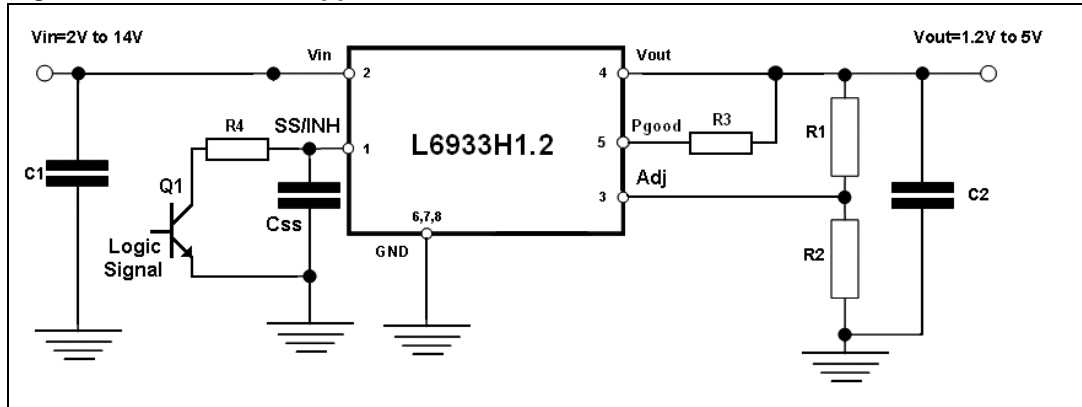 Vin=2V to 14V
Vout=1.2V to 5V
Vin
2
Vout
4
R4
SS/INH
1
L6933H1.2
Pgood
5
R3
R1
C1
Q1
Css
Adj
3
C2
Logic
Signal
6,7,8
GND
R2